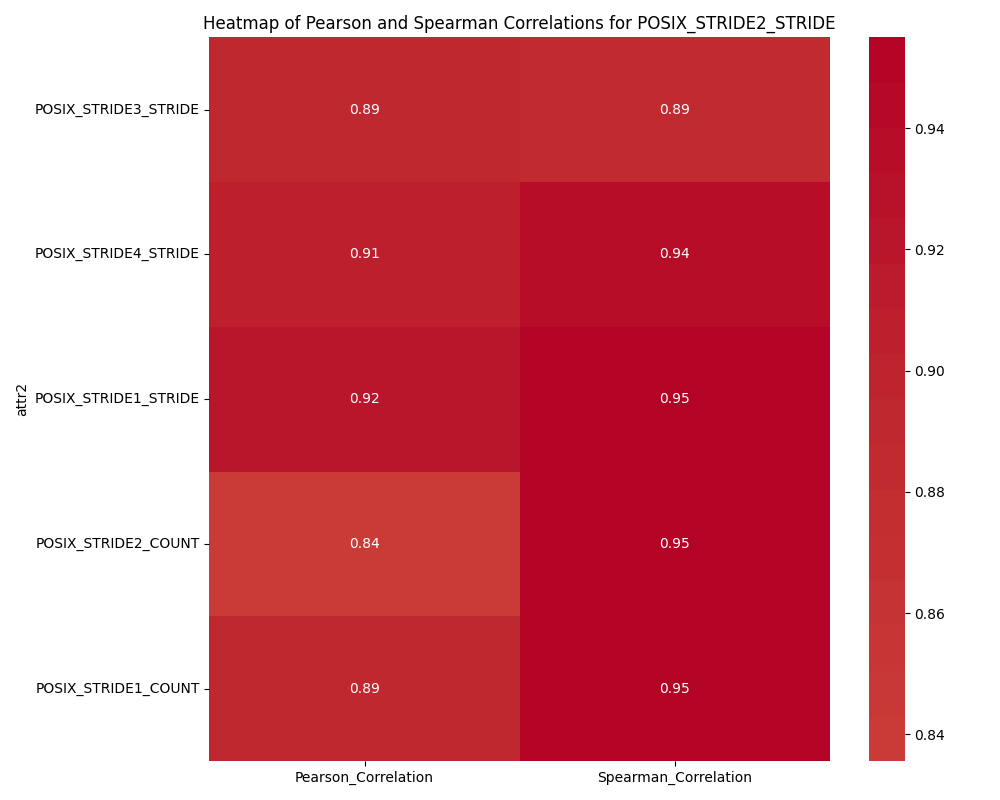 Heatmap of Pearson and Spearman Correlations for POSIX_STRIDE2_STRIDE
attr2
POSIX_STRIDE3_STRIDE 0.89 0.89
POSIX_STRIDE4_STRIDE 0.91 0.94
POSIX_STRIDE1_STRIDE 0.92 0.95
POSIX_STRIDE2_COUNT 0.84 0.95
POSIX_STRIDE1_COUNT 0.89 0.95
Pearson_Correlation Spearman_Correlation
0.94
0.92
0.90
0.88
0.86
0.84